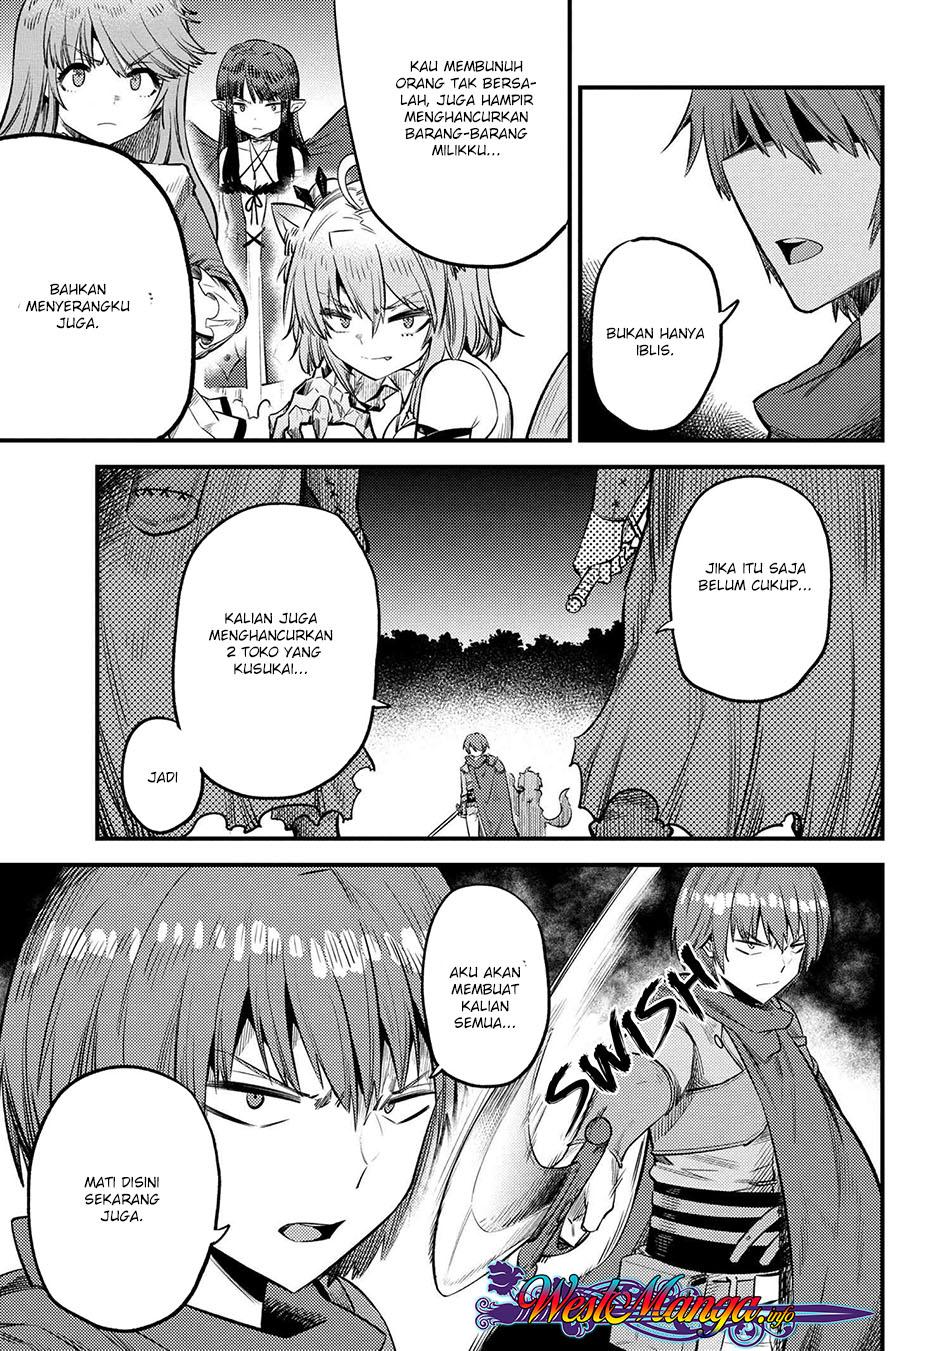 BUKAN HANYA
IBLIS.
KAU MEMBUNUH
ORANG TAK BERSA-
LAH, JUGA HAMPIR
MENGHANCURKAN
BARANG-BARANG
MILIKKU...
BAHKAN
MENYERANGKU
JUGA.
JIKA ITU SAJA
BELUM CUKUP...
KALIAN JUGA
MENGHANCURKAN
2 TOKO YANG
KUSUKAI...
JADI
SWISH
AKU AKAN
MEMBUAT
KALIAN
SEMUA...
MATI DISINI
SEKARANG
JUGA.
WestManga.info